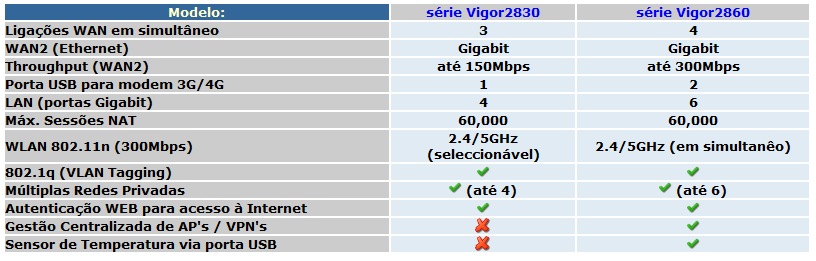 Modelo: série Vigor2830 série Vigor2860
Ligações WAN em simultâneo 3 4
WAN2 (Ethernet) Gigabit Gigabit
Throughput (WAN2) até 150Mbps até 300Mbps
Porta USB para modem 3G/4G 1 2
LAN (portas Gigabit) 4 6
Máx. Sessões NAT 60,000 60,000
WLAN 802.11n (300Mbps) 2.4/5GHz (seleccionável) 2.4/5GHz (em simultanêo)
802.1q (VLAN Tagging)
Múltiplas Redes Privadas (até 4) (até 6)
Autenticação WEB para acesso à Internet
Gestão Centralizada de AP's / VPN's
Sensor de Temperatura via porta USB